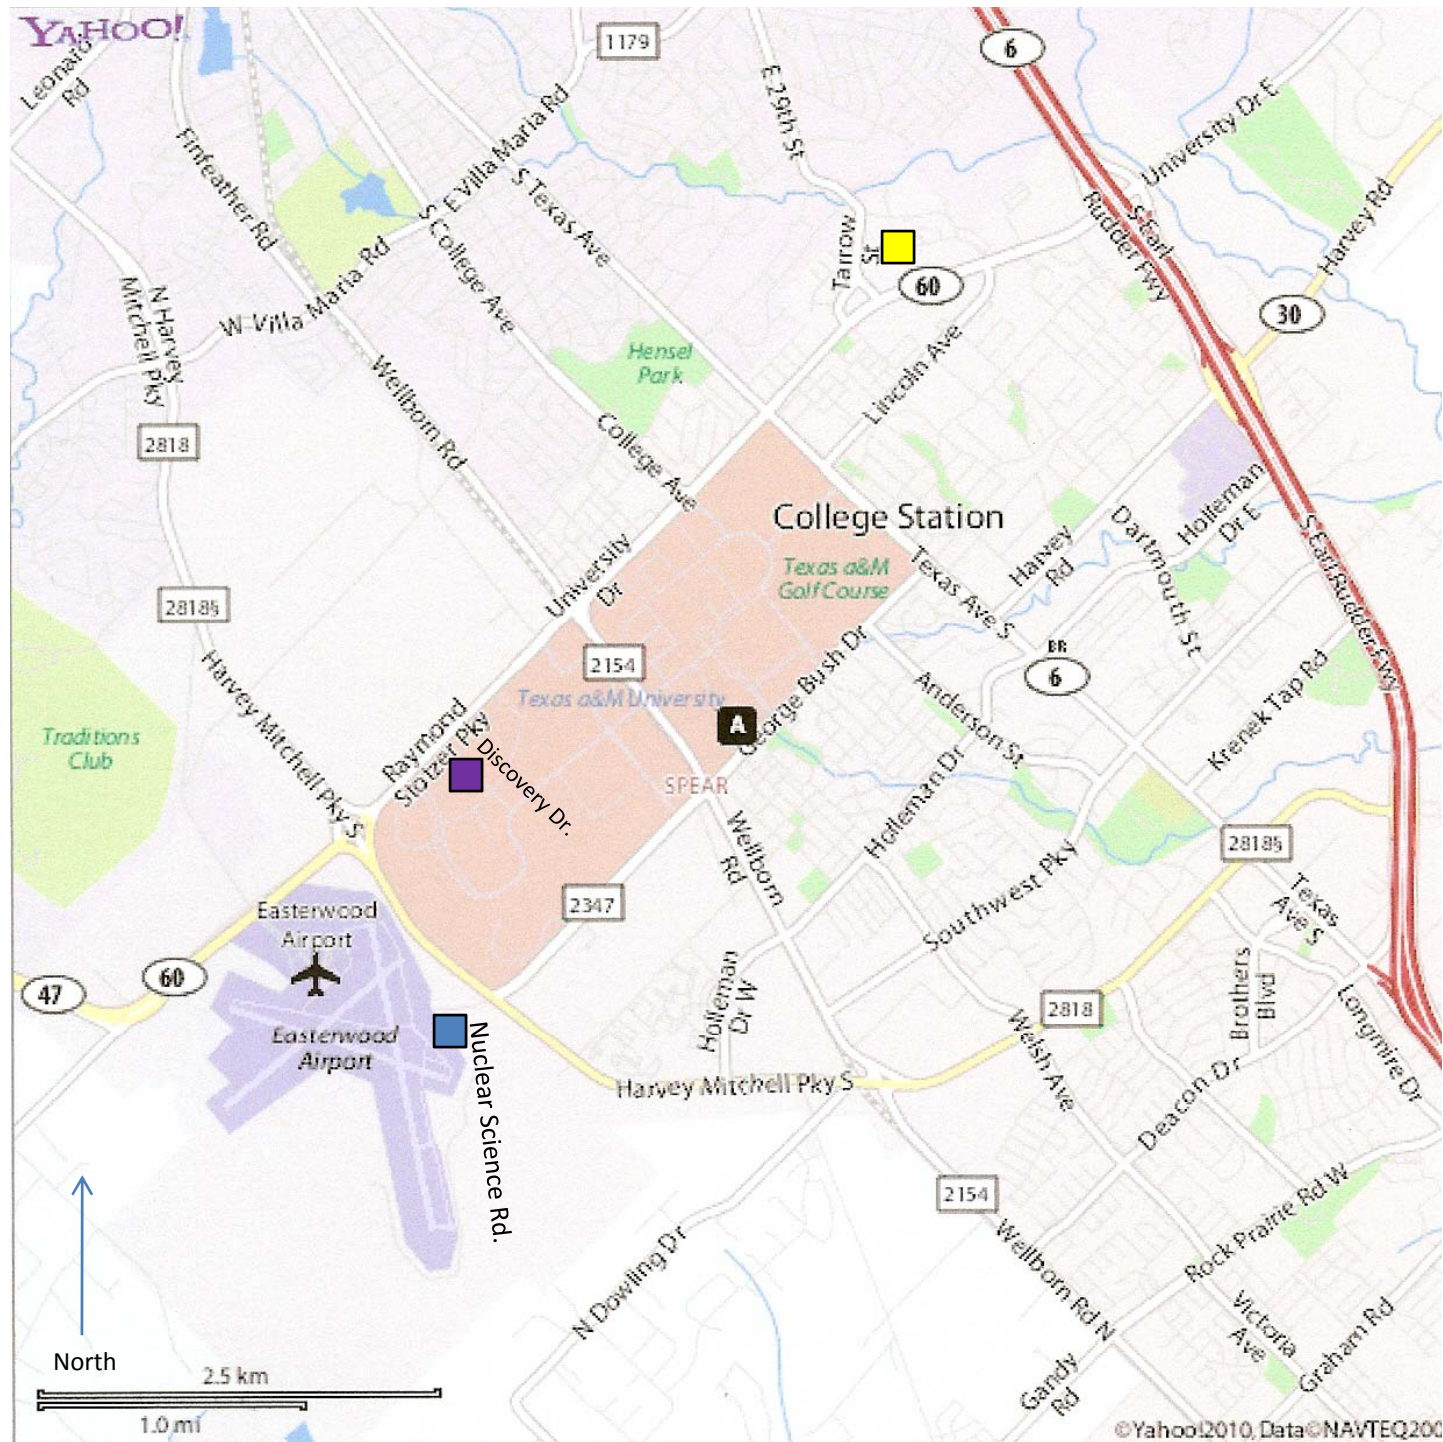 YAHOO!
Leonard
Rd
1179
6
E 29th St
University Dr E
Finfeather Rd
E Villa Maria Rd
S Texas Ave
S College Ave
Harvey Rd
Tarrow
St
60
S Earl
Rudder Fwy
N Harvey
Mitchell Pky
W Villa Maria Rd
30
Hensel
Park
Lincoln Ave
Wellborn Rd
2818
College Ave
College Station
Holleman
Dr E
Dartmouth St
Harvey
Rd
Texas a&M
Golf Course
University
Dr
Texas Ave S
S Earl Rudder Fwy
2818§
2154
George Bush Dr
BR
6
Harvey Mitchell Pky S
Texas a&M University
A
Anderson St
Krenek Tap Rd
Traditions
Club
Raymond
Stotzer Pky
Discovery Dr.
SPEAR
Holleman Dr
Wellborn
Rd
2818§
Southwest Pky
Texas
Ave S
2347
Easterwood
Airport
60
47
Easterwood
Airport
Nuclear Science Rd.
Holleman
Dr W
2818
Brothers
Blvd
Longmire Dr
Welsh Ave
Harvey Mitchell Pky S
Deacon Dr
2154
Rock Prairie Rd W
Wellborn Rd N
N Dowling Dr
Victoria
Ave
Graham Rd
Gandy
Rd
North
2.5 km
1.0 mi
©Yahoo!2010, Data©NAVTEQ200